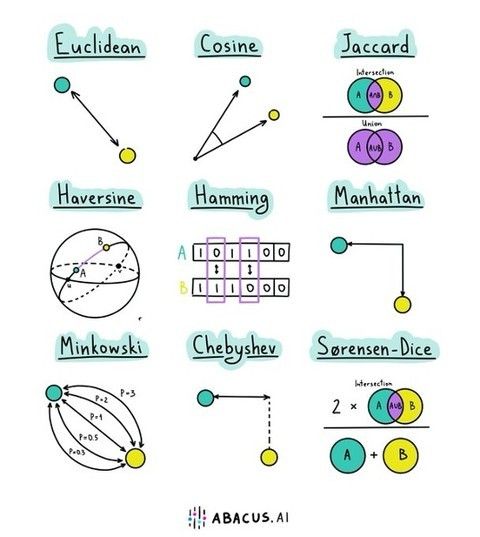 Euclidean
Cosine
Jaccard
Intersection
A
A∩B
B
Union
A
A∪B
B
Haversine
Hamming
Manhattan
B
A
A 1 0 1 1 0 0
B 1 1 1 0 0 0
Minkowski
Chebyshev
Sørensen-Dice
P=3
P=2
P=1
P=0.5
P=0.3
Intersection
2 × A A∪B B
A + B
ABACUS.AI